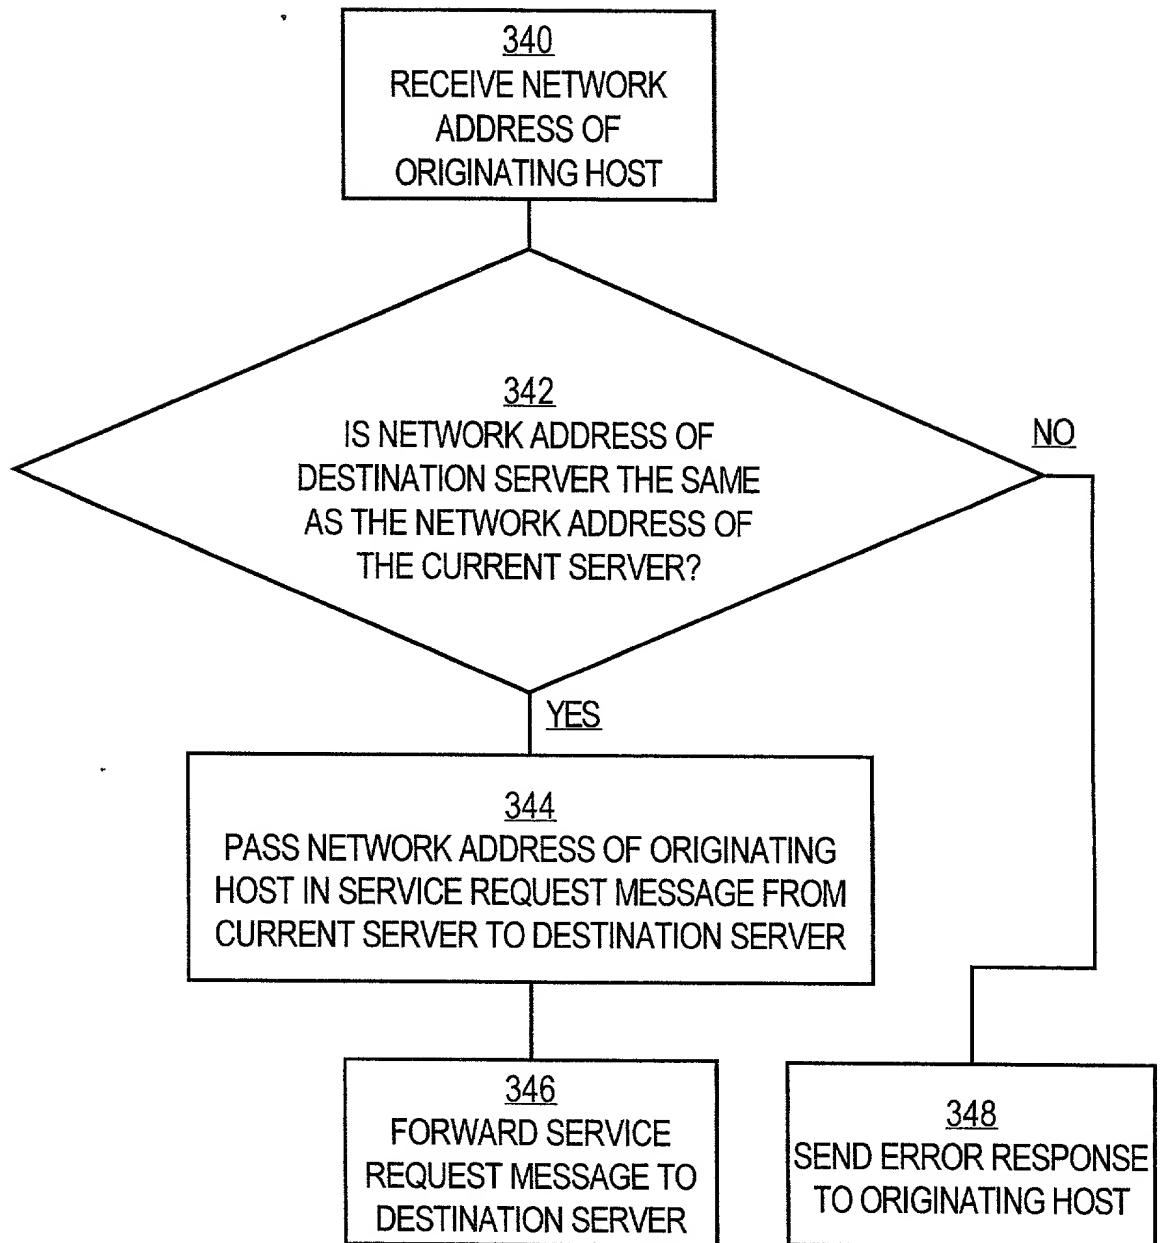 340
RECEIVE NETWORK
ADDRESS OF
ORIGINATING HOST
342
IS NETWORK ADDRESS OF
DESTINATION SERVER THE SAME
AS THE NETWORK ADDRESS OF
THE CURRENT SERVER?
NO
YES
344
PASS NETWORK ADDRESS OF ORIGINATING
HOST IN SERVICE REQUEST MESSAGE FROM
CURRENT SERVER TO DESTINATION SERVER
346
FORWARD SERVICE
REQUEST MESSAGE TO
DESTINATION SERVER
348
SEND ERROR RESPONSE
TO ORIGINATING HOST